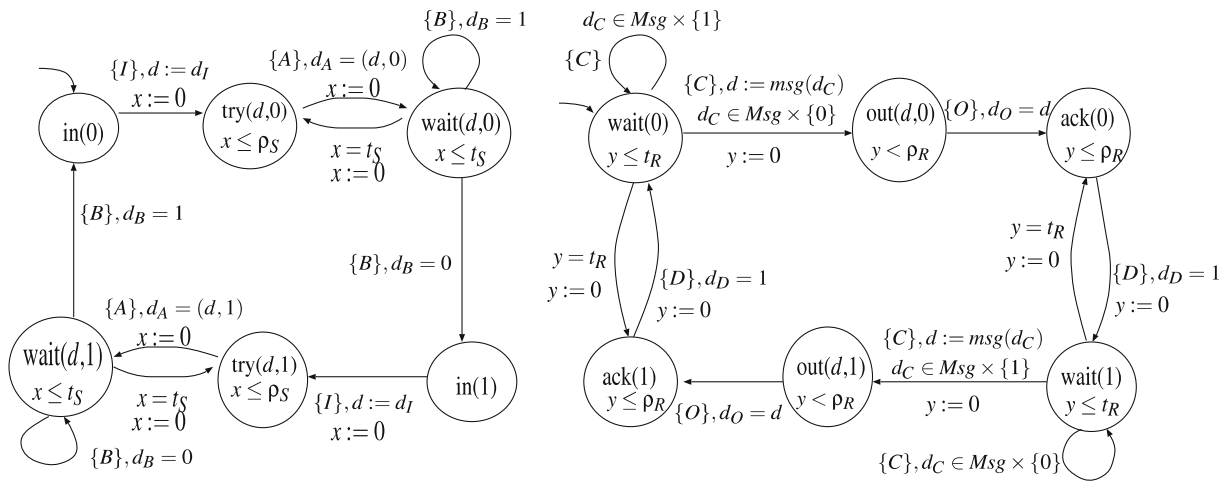 {B}, d_B = 1
{I}, d := d_I
x := 0
{A}, d_A = (d, 0)
x := 0
in(0)
try(d,0)
x ≤ ρ_S
wait(d,0)
x ≤ t_S
x = t_S
x := 0
{B}, d_B = 1
{B}, d_B = 0
{A}, d_A = (d, 1)
x := 0
wait(d,1)
x ≤ t_S
try(d,1)
x ≤ ρ_S
in(1)
x = t_S
x := 0
{I}, d := d_I
x := 0
{B}, d_B = 0
d_C ∈ Msg × {1}
{C}
{C}, d := msg(d_C)
d_C ∈ Msg × {0}
y := 0
wait(0)
y ≤ t_R
out(d,0)
y < ρ_R
{O}, d_O = d
ack(0)
y ≤ ρ_R
y = t_R
y := 0
{D}, d_D = 1
y := 0
y = t_R
y := 0
{D}, d_D = 1
y := 0
{C}, d := msg(d_C)
d_C ∈ Msg × {1}
y := 0
ack(1)
y ≤ ρ_R
out(d,1)
y < ρ_R
wait(1)
y ≤ t_R
{O}, d_O = d
{C}, d_C ∈ Msg × {0}